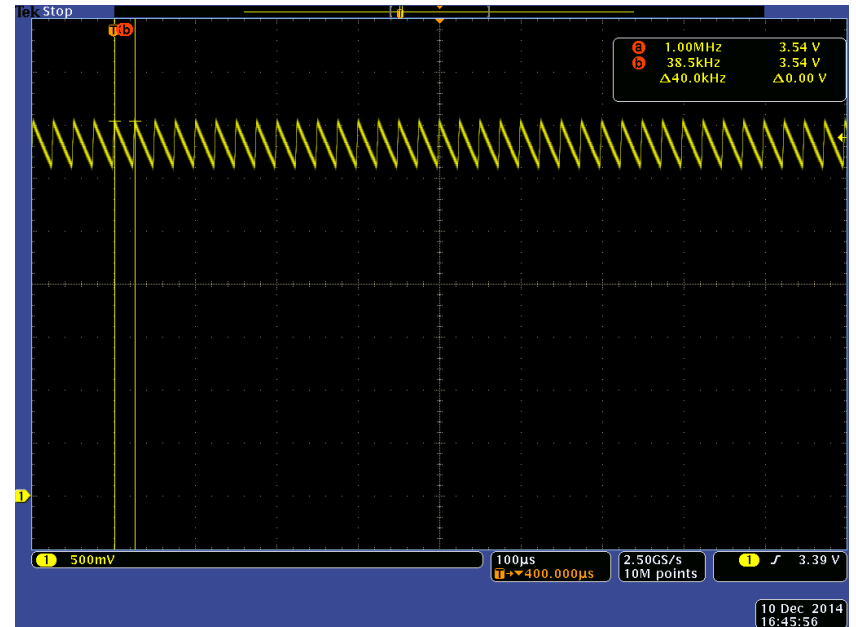 Tek Stop
T b
a 1.00MHz 3.54 V
b 38.5kHz 3.54 V
Δ40.0kHz Δ0.00 V
1
1 500mV
100µs
T→▼400.000µs
2.50GS/s
10M points
1 ∫ 3.39 V
10 Dec 2014
16:45:56